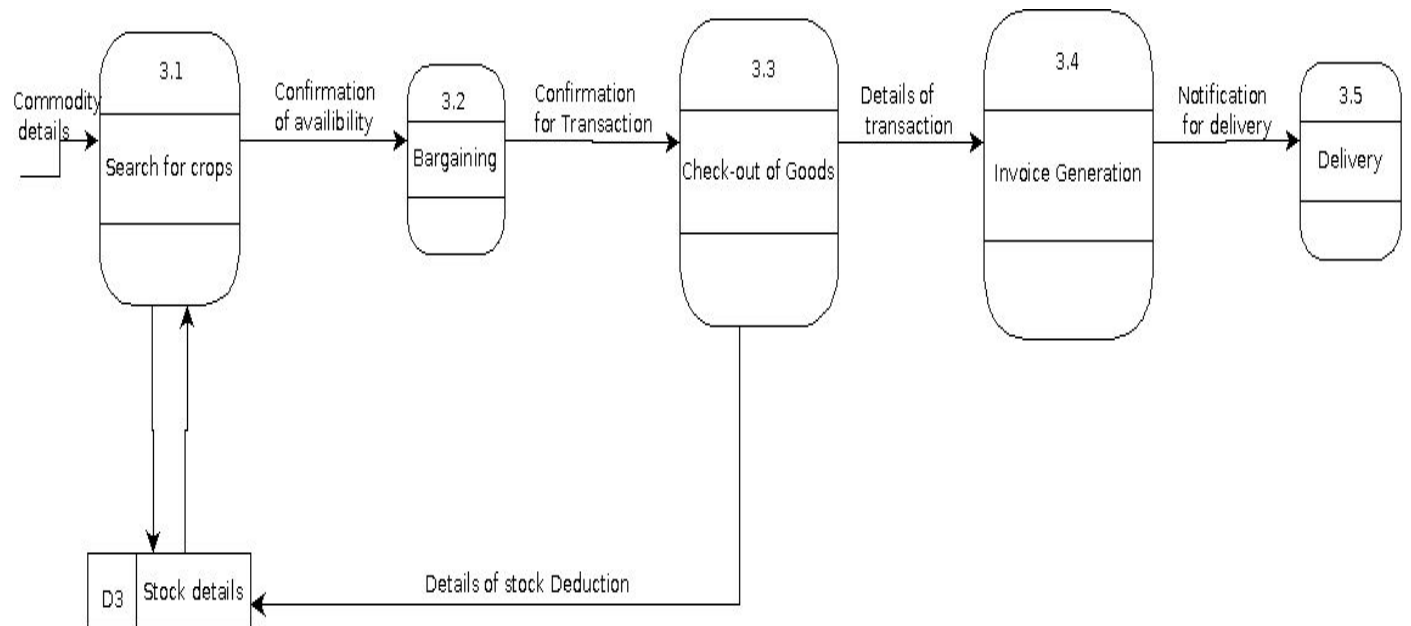 Commodity
details
3.1
Search for crops
Confirmation
of availibility
3.2
Bargaining
Confirmation
for Transaction
3.3
Check-out of Goods
Details of
transaction
3.4
Invoice Generation
Notification
for delivery
3.5
Delivery
D3
Stock details
Details of stock Deduction